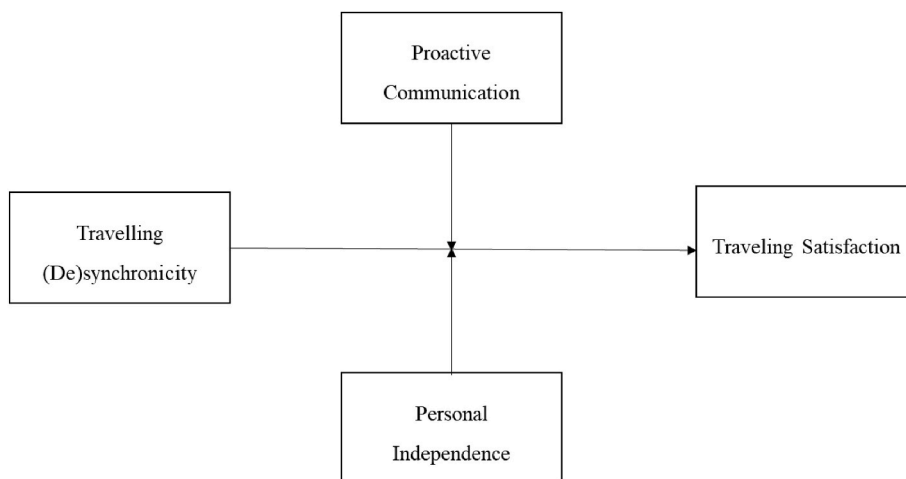 Proactive
Communication
Travelling
(De)synchronicity
Traveling Satisfaction
Personal
Independence